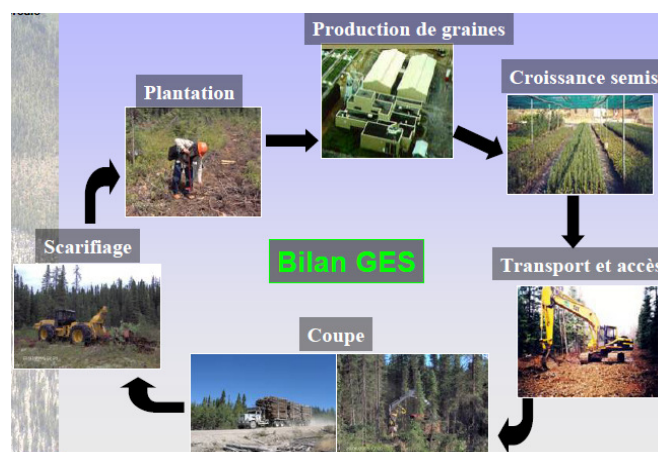 Production de graines
Plantation
Croissance semis
Scarifiage
Bilan GES
Transport et accès
Coupe